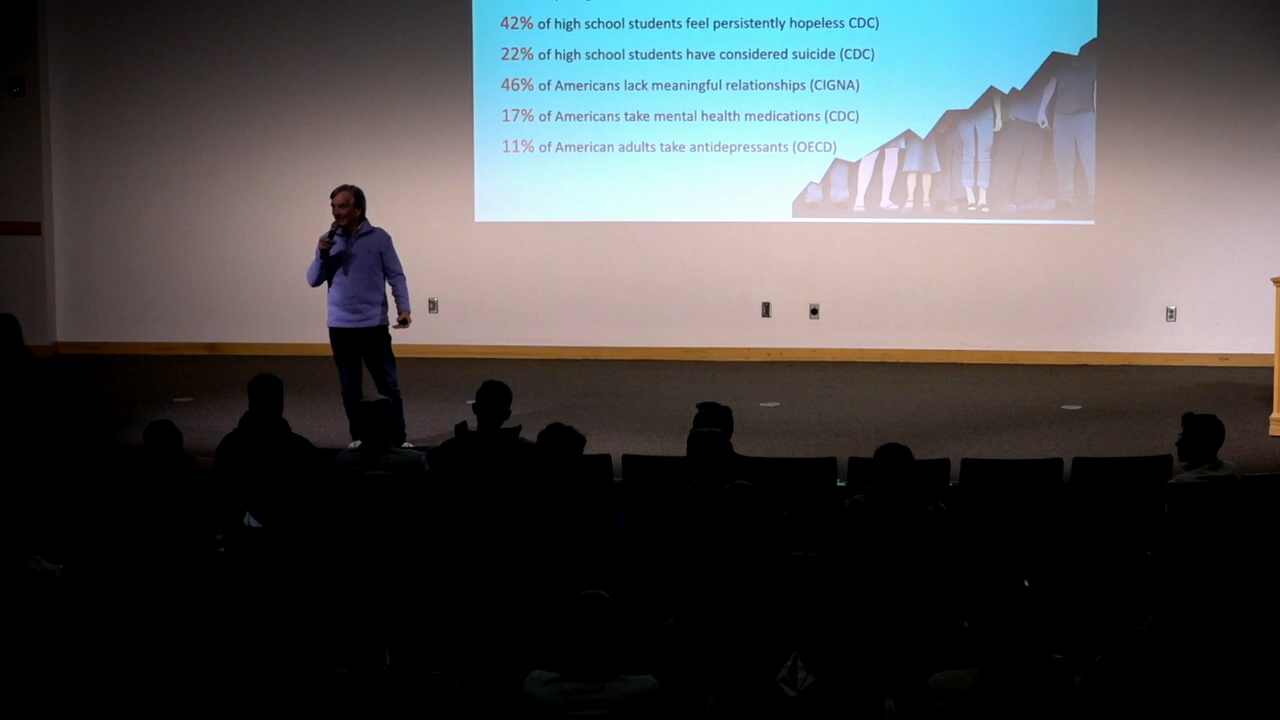 42% of high school students feel persistently hopeless CDC)
22% of high school students have considered suicide (CDC)
46% of Americans lack meaningful relationships (CIGNA)
17% of Americans take mental health medications (CDC)
11% of American adults take antidepressants (OECD)